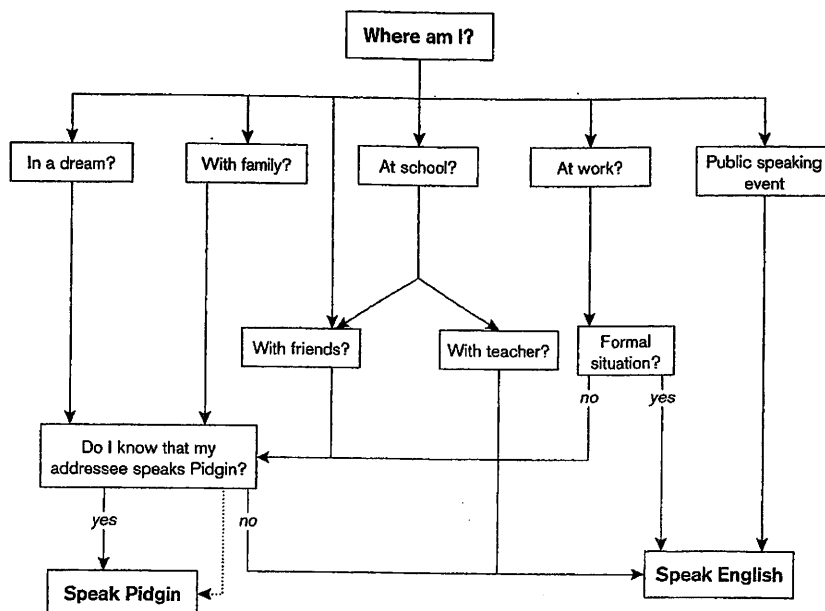 Where am I?
In a dream?
With family?
At school?
At work?
Public speaking
event
With friends?
With teacher?
Formal
situation?
no
yes
Do I know that my
addressee speaks Pidgin?
yes
no
Speak Pidgin
Speak English